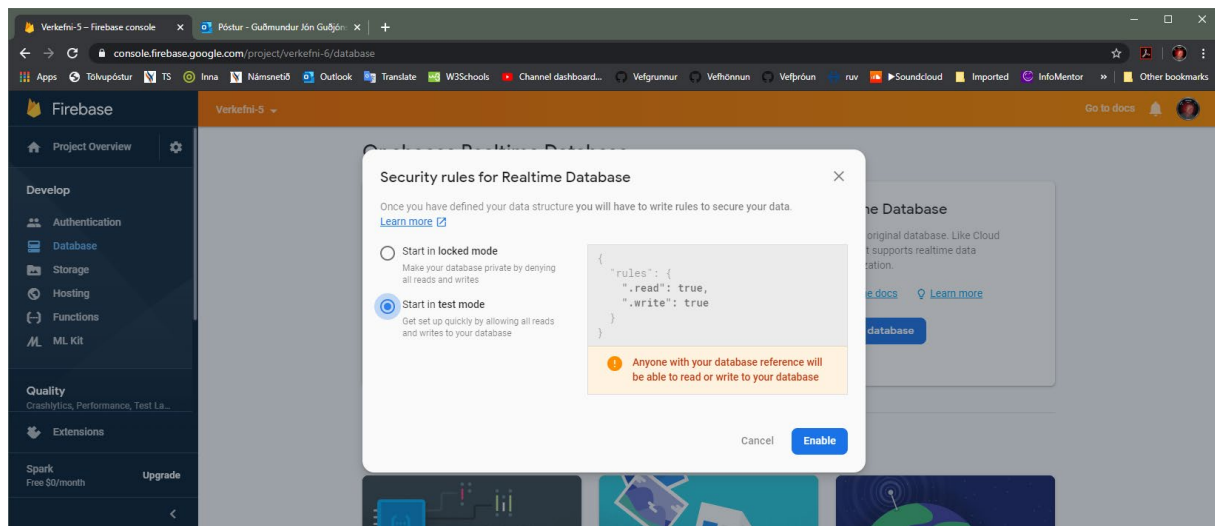 Verkefni-5 – Firebase console
Póstur - Guðmundur Jón Guðjón
console.firebase.google.com/project/verkefni-6/database
Apps Tölvupóstur TS Inna Námsnetið Outlook Translate W3Schools Channel dashboard... Vefgrunnur Vefhönnun Vefþróun ruv ▶Soundcloud Imported InfoMentor » Other bookmarks
Firebase
Verkefni-5
Go to docs
Project Overview
Develop
Authentication
Database
Storage
Hosting
Functions
ML Kit
Quality
Crashlytics, Performance, Test La...
Extensions
Spark
Free $0/month
Upgrade
Or choose Realtime Database
Security rules for Realtime Database
Once you have defined your data structure you will have to write rules to secure your data.
Learn more
Start in locked mode
Make your database private by denying
all reads and writes
Start in test mode
Get set up quickly by allowing all reads
and writes to your database
{
"rules": {
".read": true,
".write": true
}
}
Anyone with your database reference will
be able to read or write to your database
Cancel
Enable
Database
original database. Like Cloud
supports realtime data
docs
Learn more
database